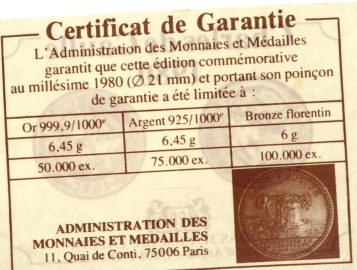 Certificat de Garantie
L'Administration des Monnaies et Médailles
garantit que cette édition commémorative
au millésime 1980 (Ø 21 mm) et portant son poinçon
de garantie a été limitée à :
Or 999,9/1000e Argent 925/1000e Bronze florentin
6,45 g 6,45 g 6 g
50.000 ex. 75.000 ex. 100.000 ex.
ADMINISTRATION DES
MONNAIES ET MEDAILLES
11, Quai de Conti, 75006 Paris